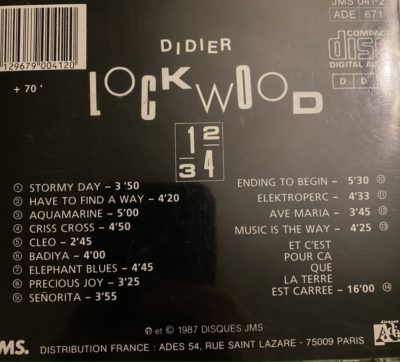 JMS 041-2
ADE 671
COMPACT
disc
DIGITAL AUDIO
D D
129679 004120
+ 70'
DIDIER
LOCKWOOD
1 2
3 4
① STORMY DAY – 3'50
② HAVE TO FIND A WAY – 4'20
③ AQUAMARINE – 5'00
④ CRISS CROSS – 4'50
⑤ CLEO – 2'45
⑥ BADIYA – 4'00
⑦ ELEPHANT BLUES – 4'45
⑧ PRECIOUS JOY – 3'25
⑨ SEÑORITA – 3'55
ENDING TO BEGIN – 5'30 ⑩
ELEKTROPERC – 4'33 ⑪
AVE MARIA – 3'45 ⑫
MUSIC IS THE WAY – 4'25 ⑬
ET C'EST
POUR ÇA
QUE
LA TERRE
EST CARREE – 16'00 ⑭
℗ et © 1987 DISQUES JMS
JMS. DISTRIBUTION FRANCE : ADES 54, RUE SAINT LAZARE - 75009 PARIS
disques